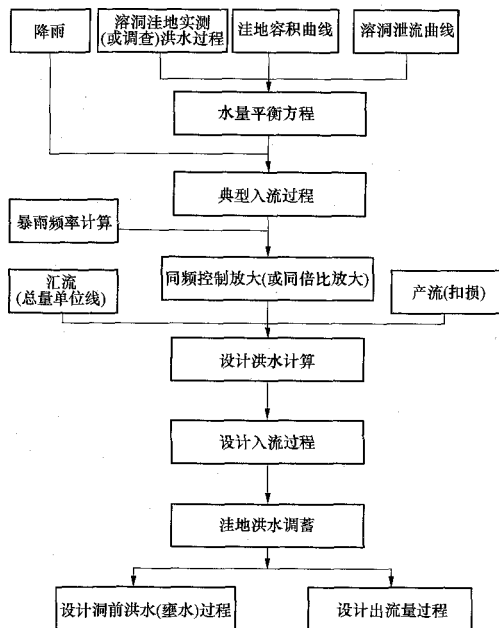 降雨
溶洞洼地实测
(或调查)洪水过程
洼地容积曲线
溶洞泄流曲线
水量平衡方程
典型入流过程
暴雨频率计算
同频控制放大(或同倍比放大)
汇流
(总量单位线)
产流(扣损)
设计洪水计算
设计入流过程
洼地洪水调蓄
设计洞前洪水(壅水)过程
设计出流量过程